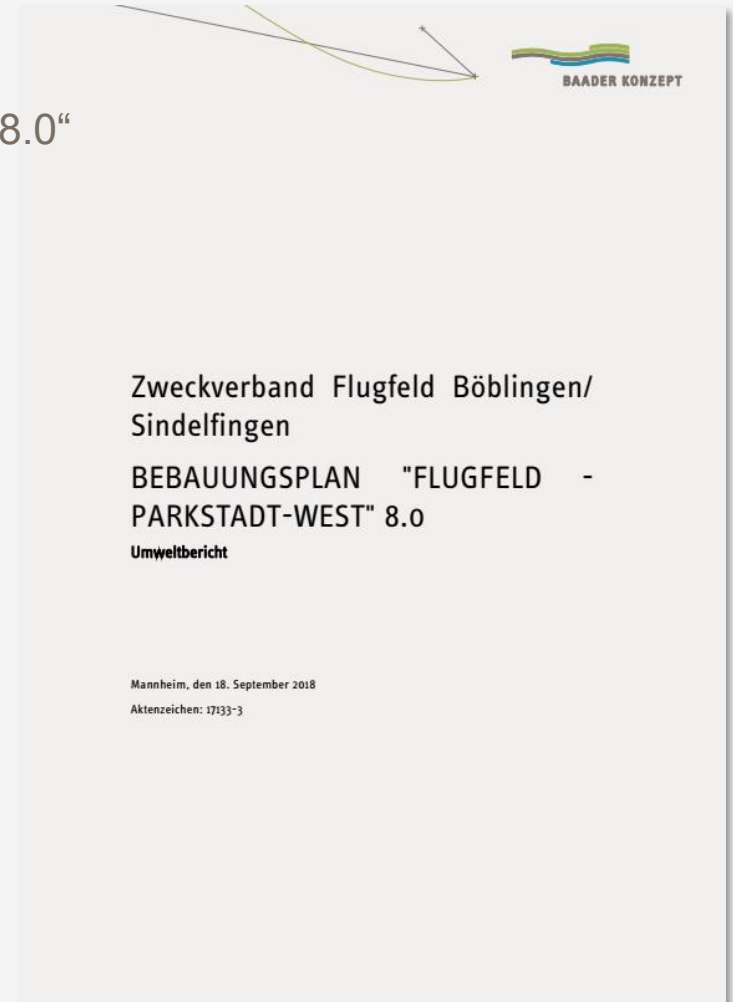 BAADER KONZEPT
8.0“
Zweckverband Flugfeld Böblingen/
Sindelfingen
BEBAUUNGSPLAN "FLUGFELD -
PARKSTADT-WEST" 8.0
Umweltbericht
Mannheim, den 18. September 2018
Aktenzeichen: 17133-3